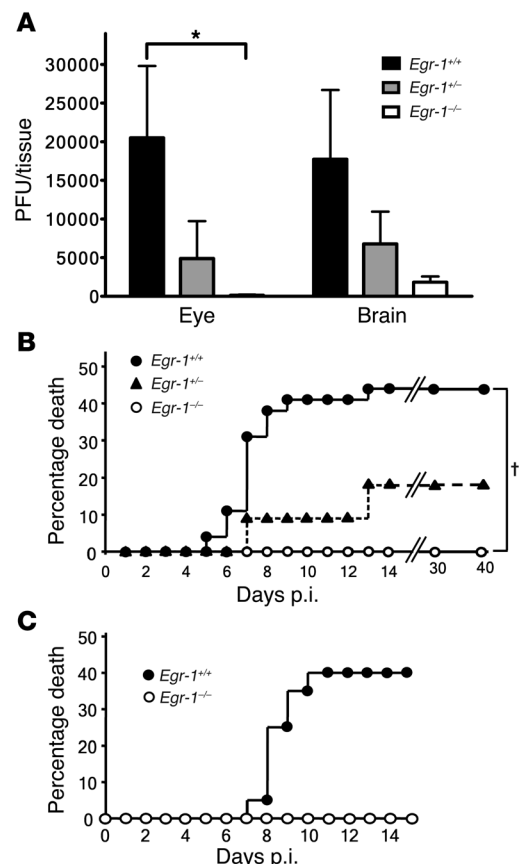 A
*
PFU/tissue
30000
25000
20000
15000
10000
5000
0
Egr-1+/+
Egr-1+/–
Egr-1–/–
Eye Brain
B
Percentage death
50
40
30
20
10
0
Egr-1+/+
Egr-1+/–
Egr-1–/–
†
0 2 4 6 8 10 12 14 30 40
Days p.i.
C
Percentage death
50
40
30
20
10
0
Egr-1+/+
Egr-1–/–
0 2 4 6 8 10 12 14
Days p.i.